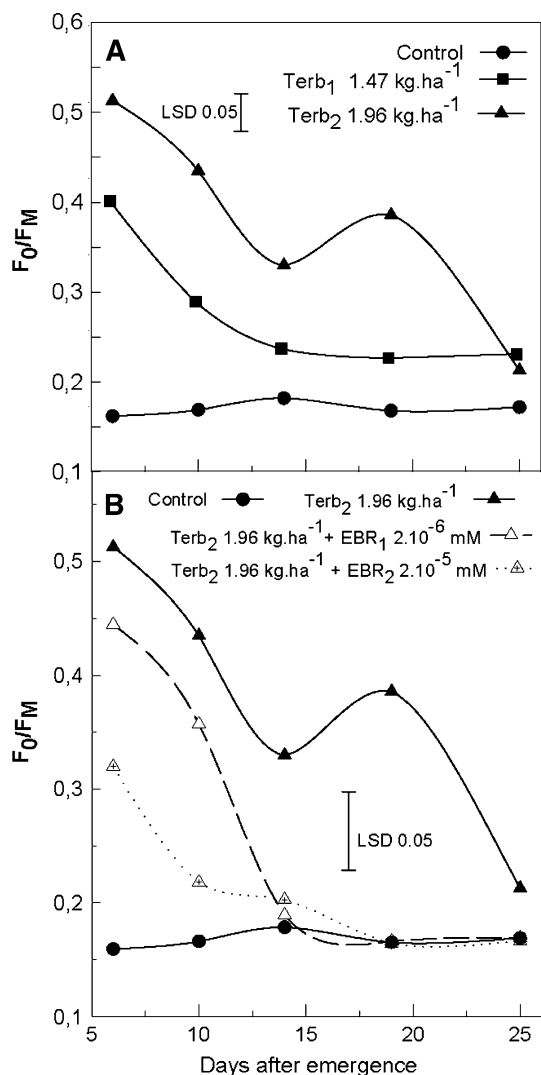 0,6
A
Control
Terb1 1.47 kg.ha-1
LSD 0.05
Terb2 1.96 kg.ha-1
0,5
0,4
F0/FM
0,3
0,2
0,1
B
Control
Terb2 1.96 kg.ha-1
Terb2 1.96 kg.ha-1 + EBR1 2.10-6 mM
Terb2 1.96 kg.ha-1 + EBR2 2.10-5 mM
0,5
0,4
F0/FM
0,3
LSD 0.05
0,2
0,1
5 10 15 20 25
Days after emergence